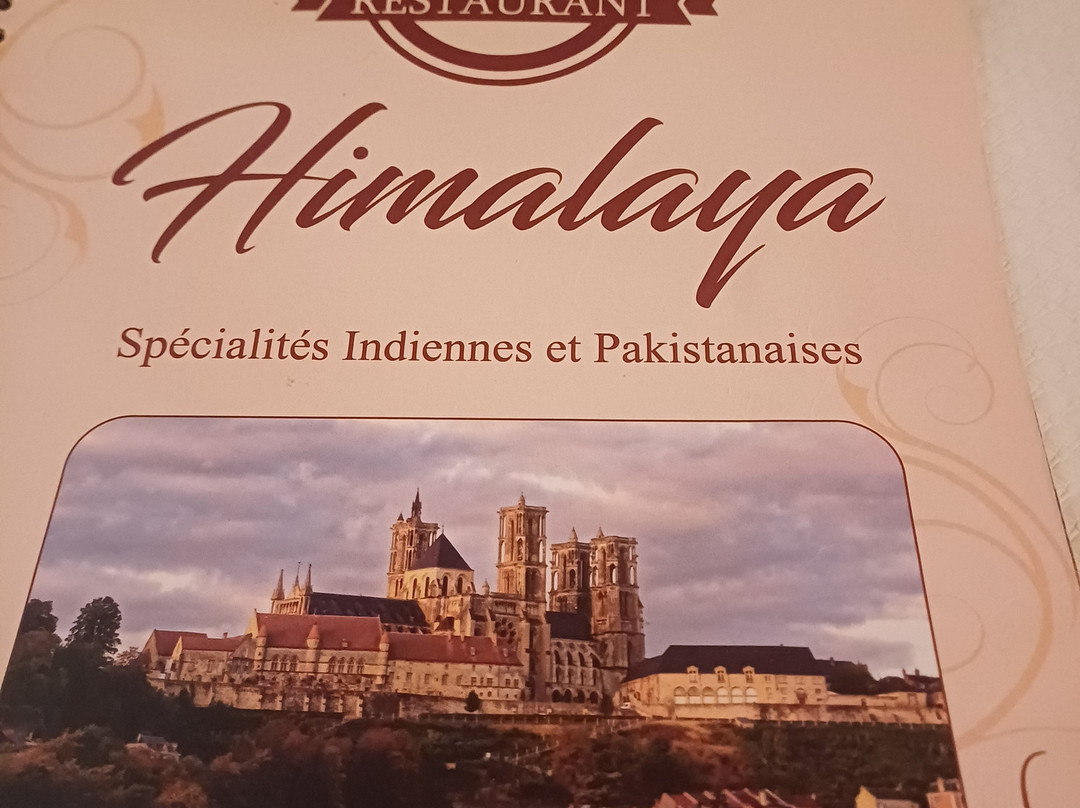 RESTAURANT
Himalaya
Spécialités Indiennes et Pakistanaises